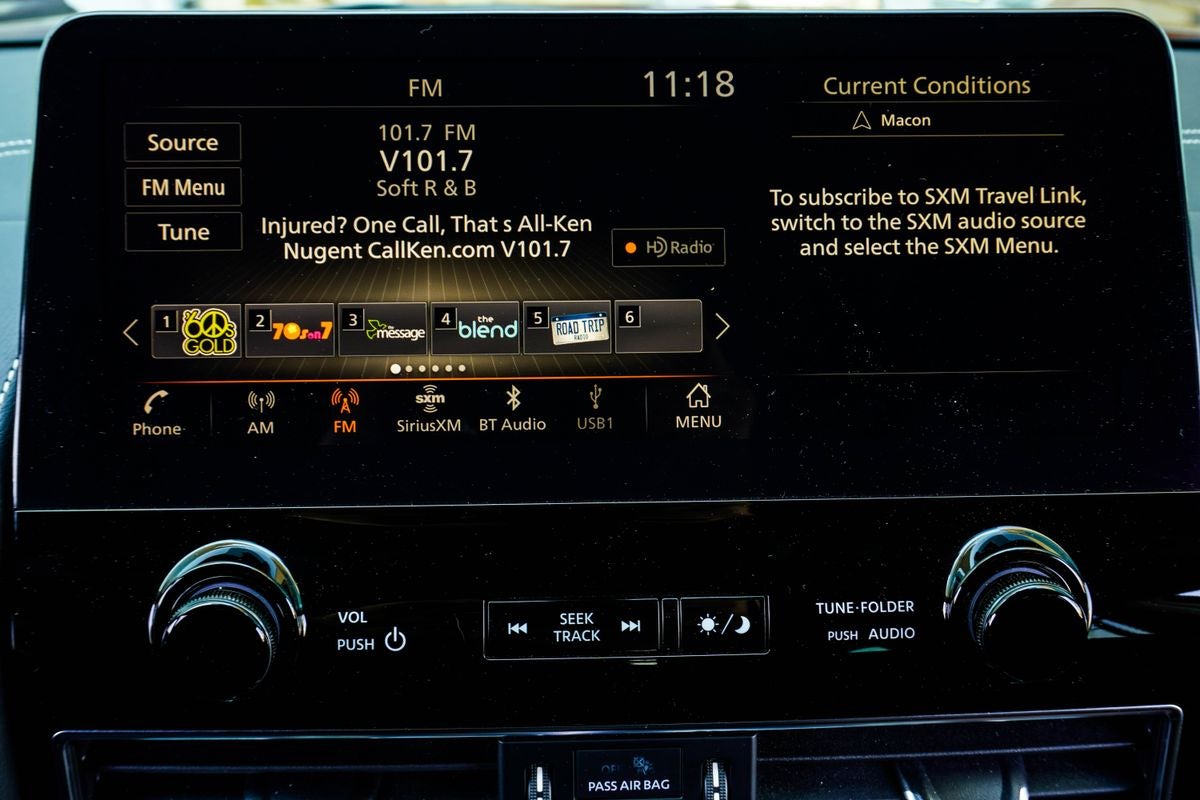 FM
11:18
Current Conditions
Macon
Source
FM Menu
Tune
101.7 FM
V101.7
Soft R & B
Injured? One Call, That s All-Ken
Nugent CallKen.com V101.7
HD Radio
To subscribe to SXM Travel Link,
switch to the SXM audio source
and select the SXM Menu.
1
60s
GOLD
2
70s on 7
3
the
message
4
the
blend
5
ROAD TRIP
RADIO
6
Phone
AM
FM
sxm
SiriusXM
BT Audio
USB1
MENU
VOL
PUSH
SEEK
TRACK
TUNE·FOLDER
PUSH AUDIO
OFF
PASS AIR BAG